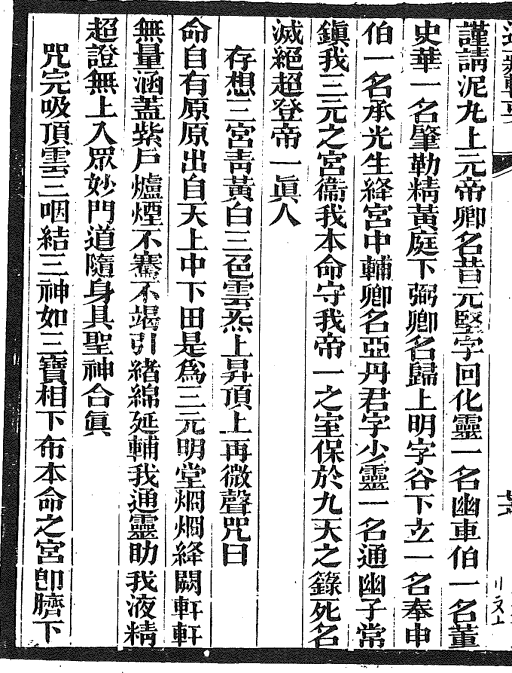 謹請泥丸上元帝卿名昔元堅字回化靈一名幽車伯一名董
史華一名肇勒精黃庭下弼卿名歸上明字谷下立一名奉申
伯一名承光生絳宮中輔卿名亞丹君字少靈一名通幽子常
鎭我三元之宮衞我本命守我帝一之室保於九天之籙死名
滅絕超登帝一眞人
存想三宮靑黃白三色雲炁上昇頂上再微聲咒曰
命自有原原出自天上中下田是爲三元明堂烱烱絳闕軒軒
無量涵蓋紫戶爐煙不騫不竭引緒綿延輔我通靈助我液精
超證無上入眾妙門道隨身具聖神合眞
咒完吸頂雲三咽結三神如三寶相下布本命之宮卽臍下